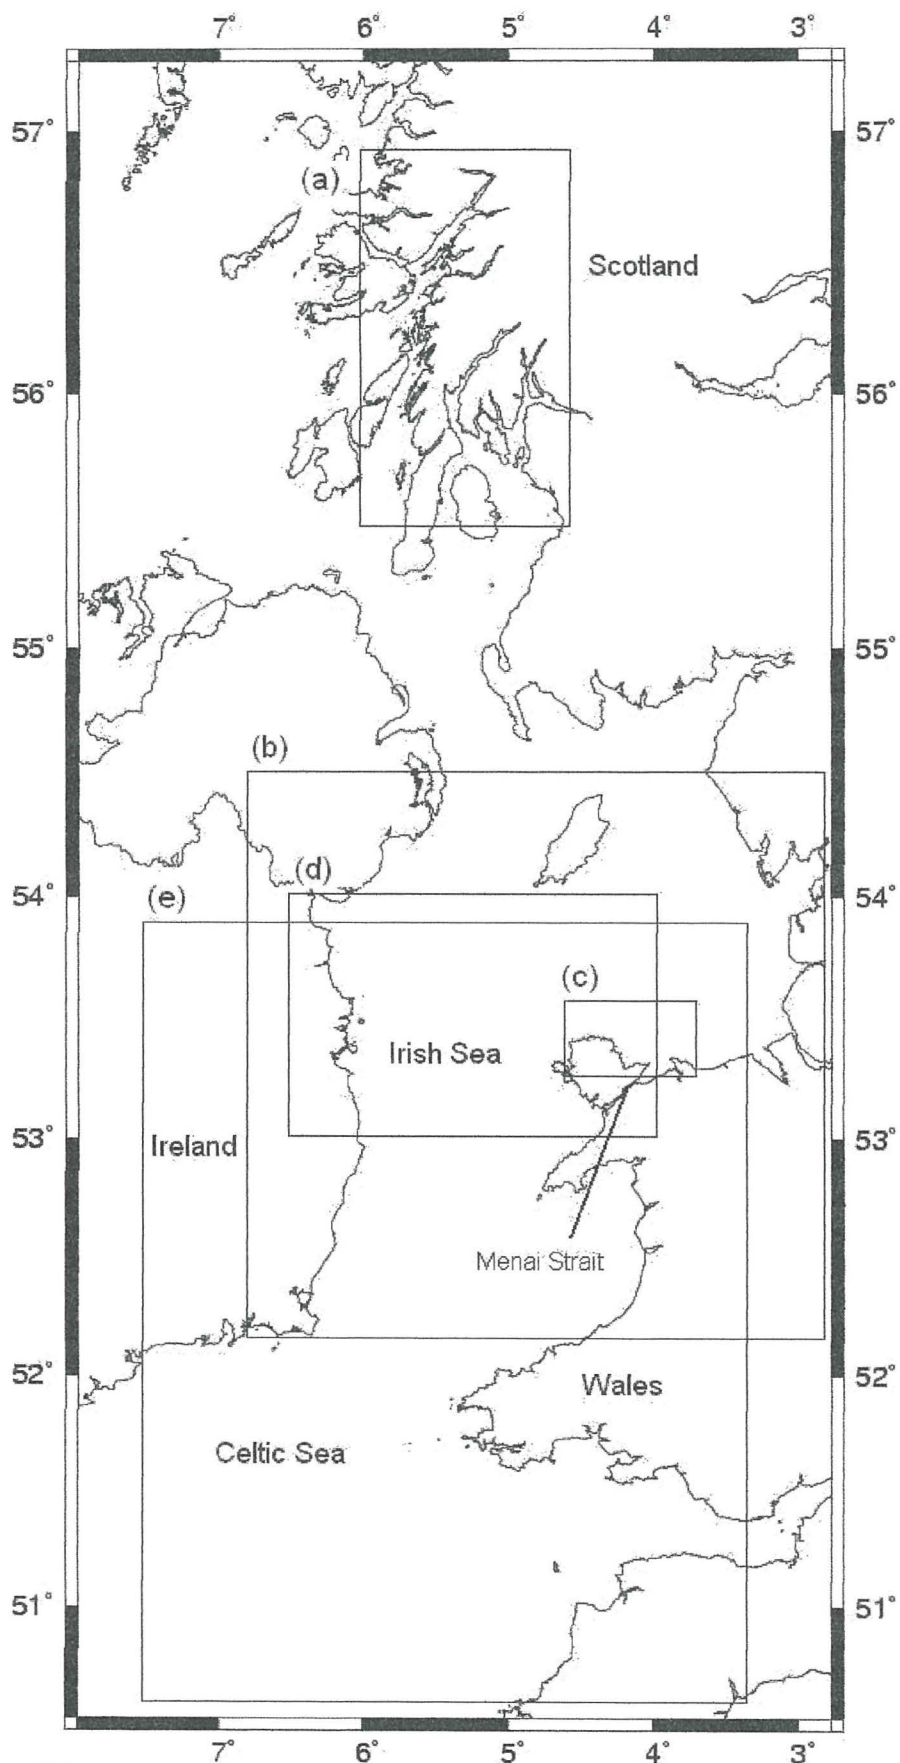 7° 6° 5° 4° 3°
57° 57°
(a)
Scotland
56° 56°
55° 55°
(b)
(d)
54° 54°
(e)
(c)
Irish Sea
53° 53°
Ireland
Menai Strait
52° 52°
Wales
Celtic Sea
51° 51°
7° 6° 5° 4° 3°